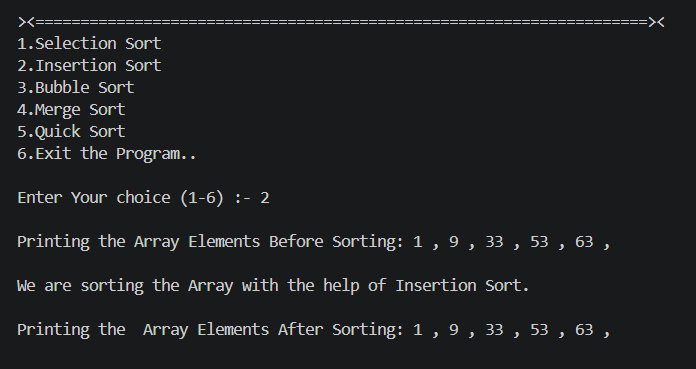 ><====================================================================><
1.Selection Sort
2.Insertion Sort
3.Bubble Sort
4.Merge Sort
5.Quick Sort
6.Exit the Program..
Enter Your choice (1-6) :- 2
Printing the Array Elements Before Sorting: 1 , 9 , 33 , 53 , 63 ,
We are sorting the Array with the help of Insertion Sort.
Printing the  Array Elements After Sorting: 1 , 9 , 33 , 53 , 63 ,